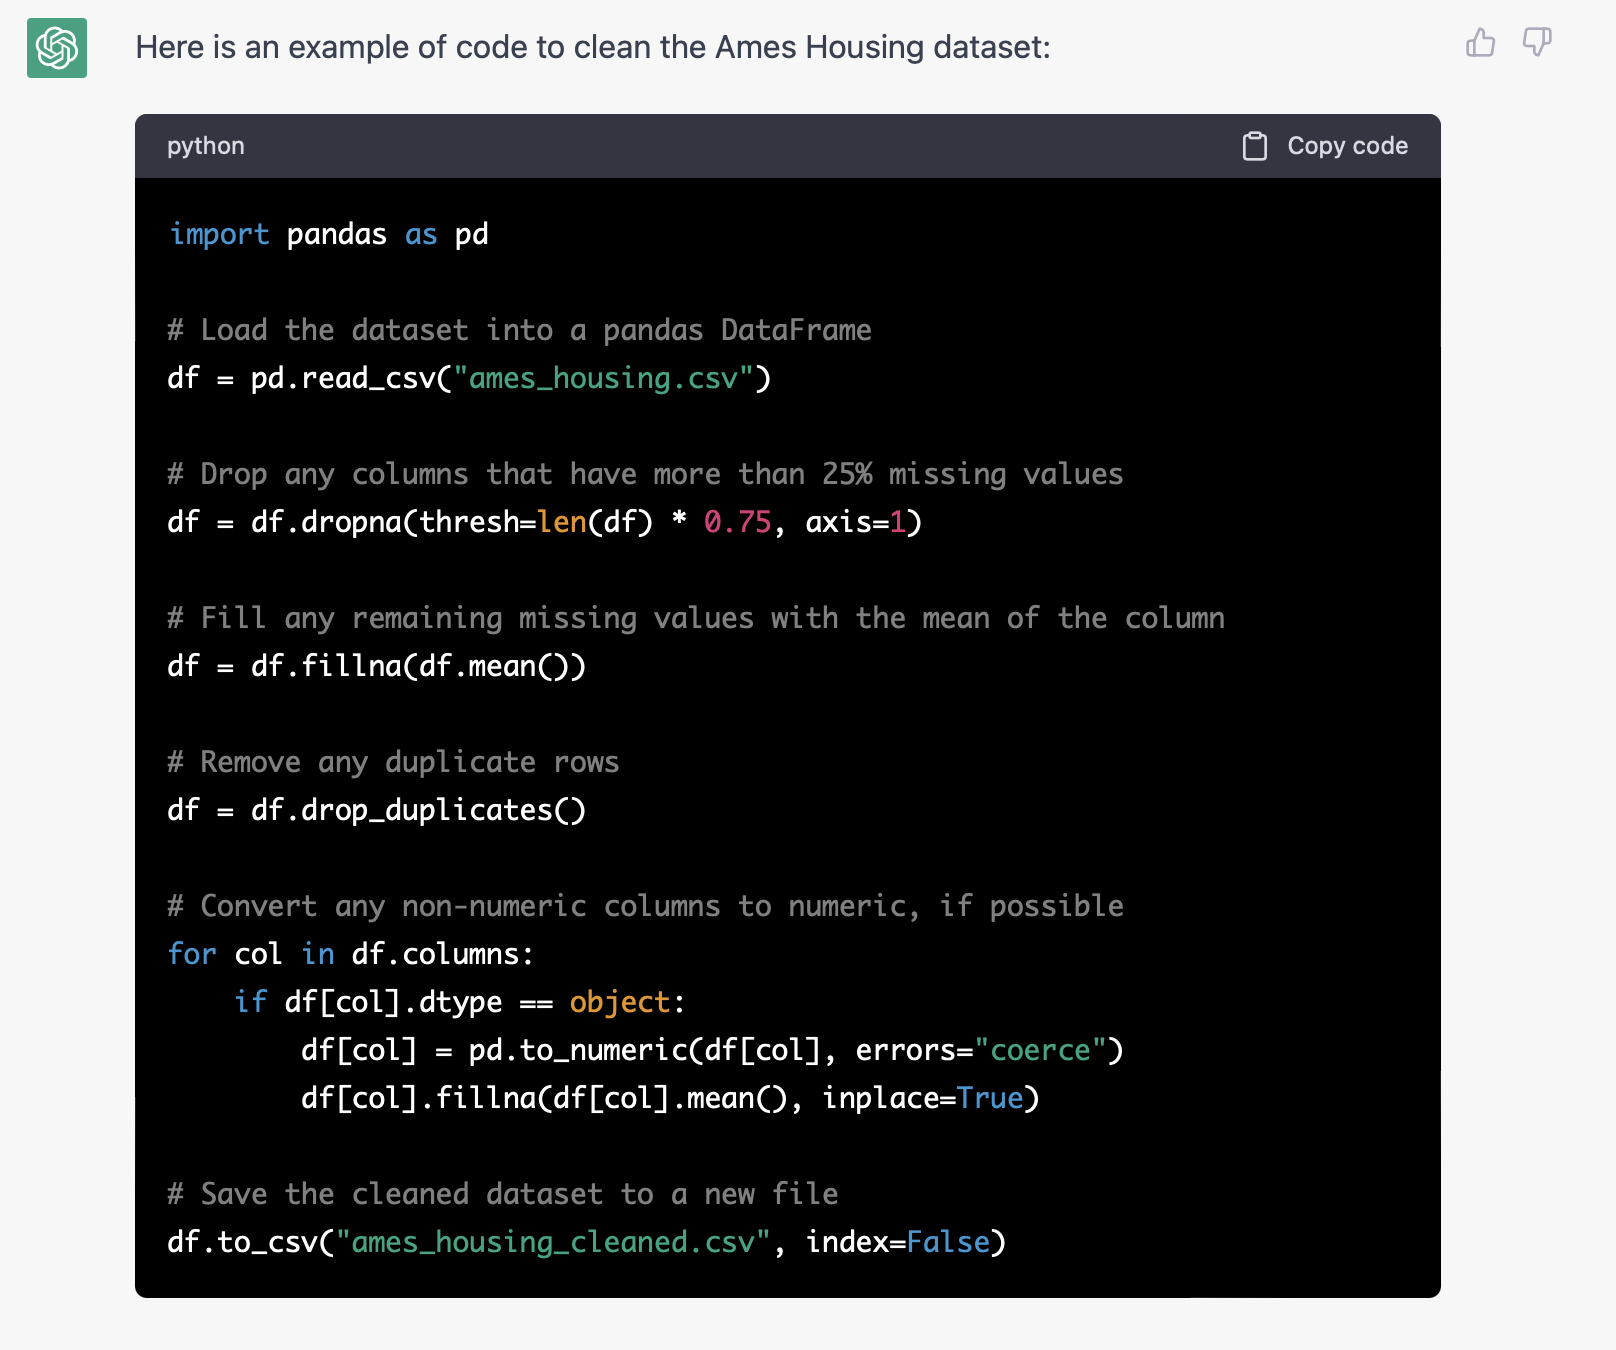 Here is an example of code to clean the Ames Housing dataset:
python
Copy code
import pandas as pd
# Load the dataset into a pandas DataFrame
df = pd.read_csv("ames_housing.csv")
# Drop any columns that have more than 25% missing values
df = df.dropna(thresh=len(df) * 0.75, axis=1)
# Fill any remaining missing values with the mean of the column
df = df.fillna(df.mean())
# Remove any duplicate rows
df = df.drop_duplicates()
# Convert any non-numeric columns to numeric, if possible
for col in df.columns:
    if df[col].dtype == object:
        df[col] = pd.to_numeric(df[col], errors="coerce")
        df[col].fillna(df[col].mean(), inplace=True)
# Save the cleaned dataset to a new file
df.to_csv("ames_housing_cleaned.csv", index=False)